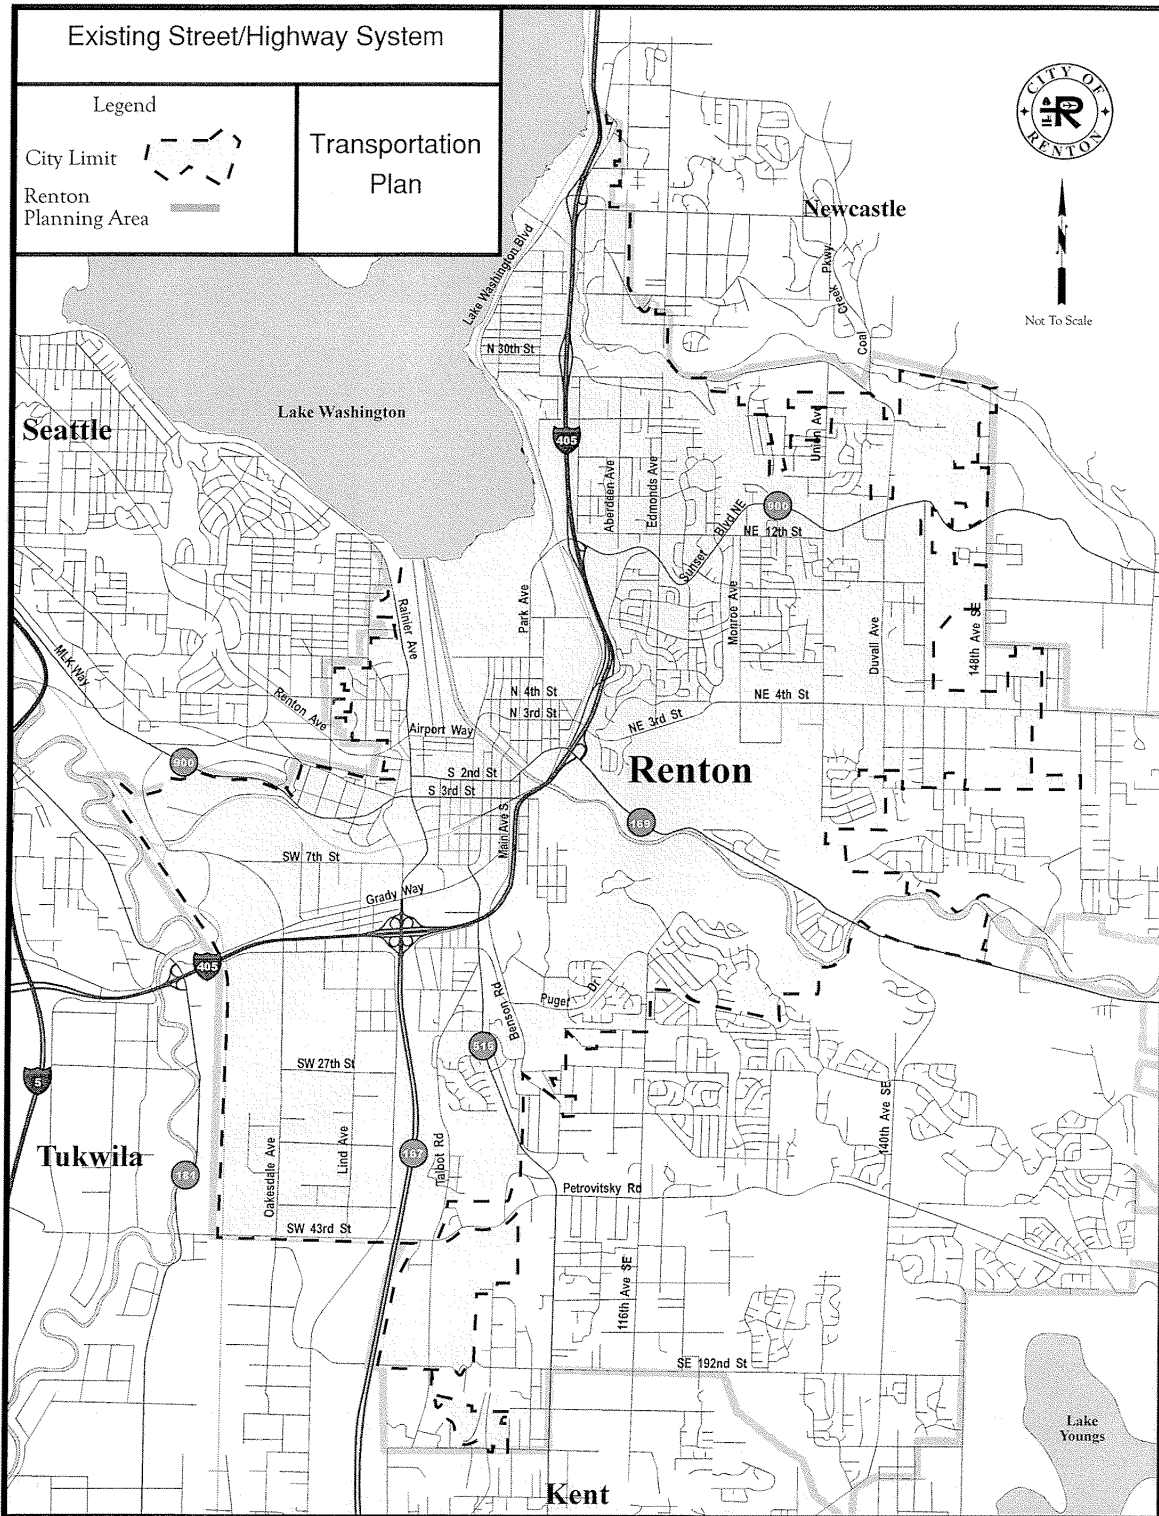 Existing Street/Highway System
Legend
City Limit
Renton
Planning Area
Transportation
Plan
CITY OF
RENTON
R
N
Not To Scale
Newcastle
Lake Washington Blvd
Coal Creek Pkwy
N 30th St
Lake Washington
Seattle
405
Aberdeen Ave
Edmonds Ave
Union Ave
900
Sunset Blvd NE
NE 12th St
Rainier Ave
Park Ave
Monroe Ave
Duvall Ave
148th Ave SE
MLK Way
Renton Ave
N 4th St
N 3rd St
NE 4th St
NE 3rd St
Airport Way
900
S 2nd St
S 3rd St
Renton
169
Main Ave S
SW 7th St
Grady Way
405
Benson Rd
Puget Dr
515
SW 27th St
5
140th Ave SE
Tukwila
181
Oakesdale Ave
Lind Ave
167
Talbot Rd
Petrovitsky Rd
SW 43rd St
116th Ave SE
SE 192nd St
Lake
Youngs
Kent